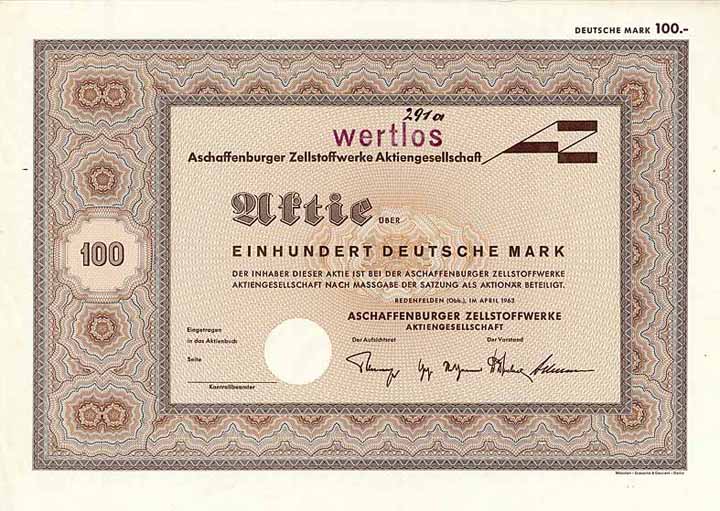 DEUTSCHE MARK 100.-
291a
wertlos
Aschaffenburger Zellstoffwerke Aktiengesellschaft
Aktie ÜBER
100
EINHUNDERT DEUTSCHE MARK
DER INHABER DIESER AKTIE IST BEI DER ASCHAFFENBURGER ZELLSTOFFWERKE
AKTIENGESELLSCHAFT NACH MASSGABE DER SATZUNG ALS AKTIONÄR BETEILIGT.
REDENFELDEN (Obb.), IM APRIL 1963
ASCHAFFENBURGER ZELLSTOFFWERKE
AKTIENGESELLSCHAFT
Eingetragen
in das Aktienbuch
Der Aufsichtsrat Der Vorstand
Seite
Kontrollbeamter